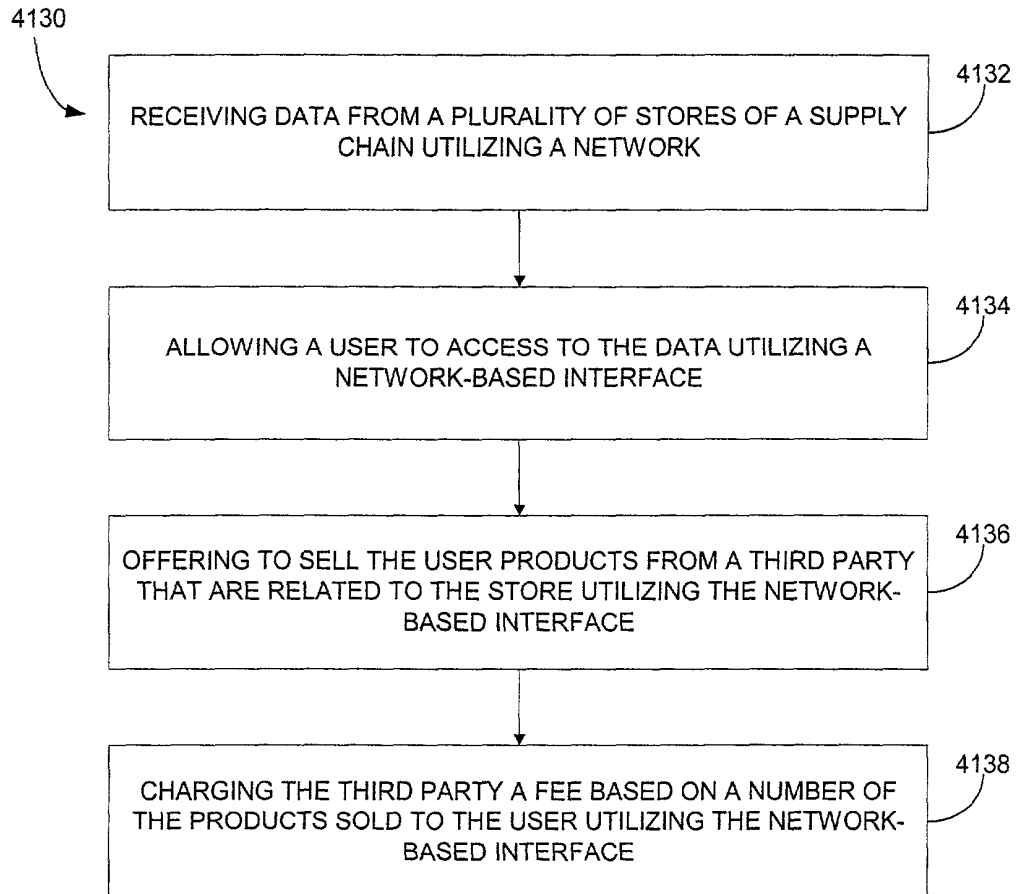 4130
4132
RECEIVING DATA FROM A PLURALITY OF STORES OF A SUPPLY
CHAIN UTILIZING A NETWORK
4134
ALLOWING A USER TO ACCESS TO THE DATA UTILIZING A
NETWORK-BASED INTERFACE
4136
OFFERING TO SELL THE USER PRODUCTS FROM A THIRD PARTY
THAT ARE RELATED TO THE STORE UTILIZING THE NETWORK-
BASED INTERFACE
4138
CHARGING THE THIRD PARTY A FEE BASED ON A NUMBER OF
THE PRODUCTS SOLD TO THE USER UTILIZING THE NETWORK-
BASED INTERFACE